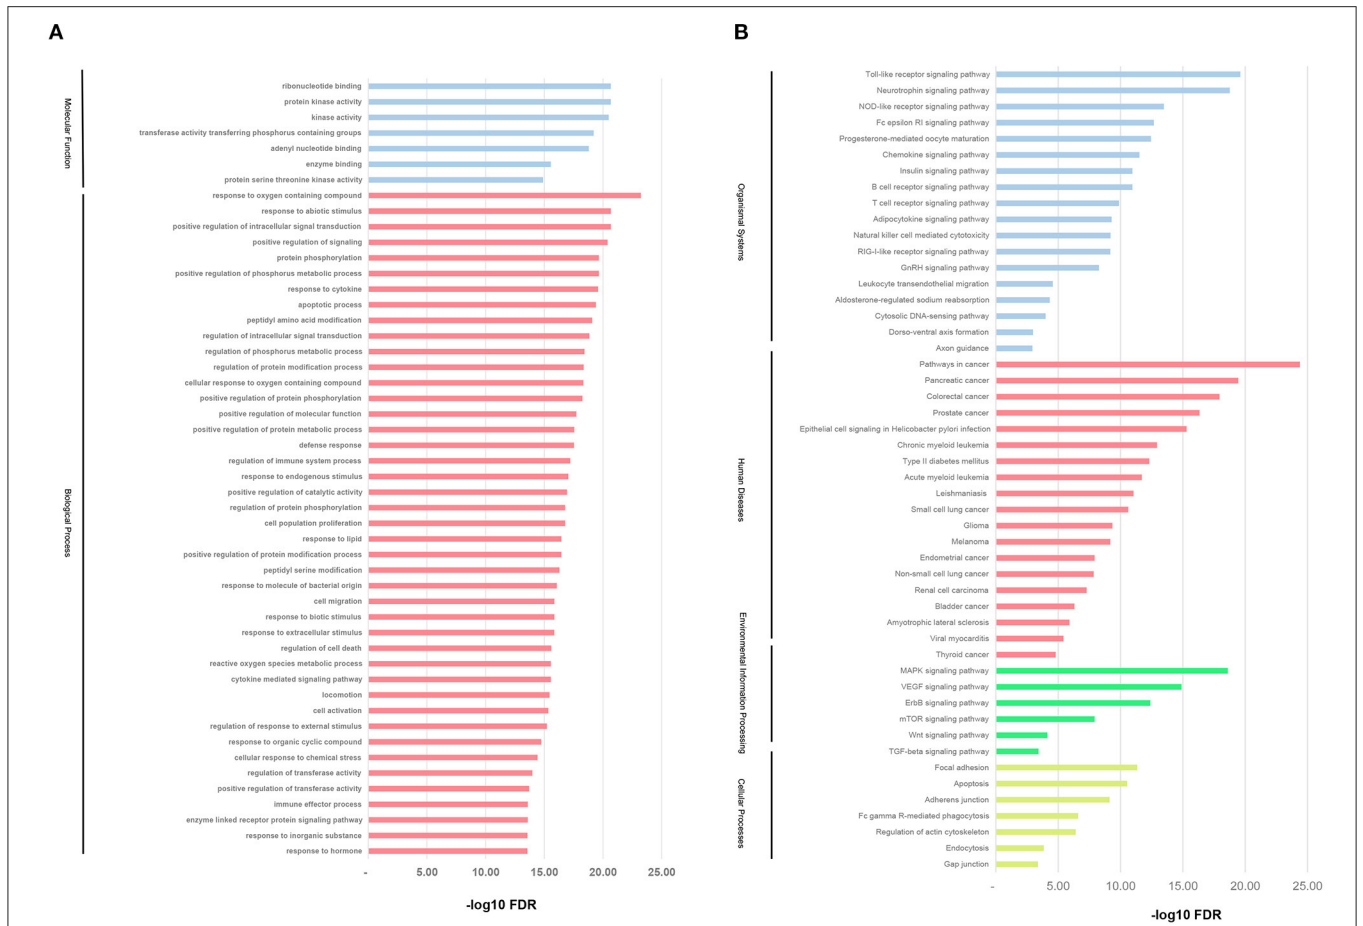 A
Molecular Function
ribonucleotide binding
protein kinase activity
kinase activity
transferase activity transferring phosphorus containing groups
adenyl nucleotide binding
enzyme binding
protein serine threonine kinase activity
Biological Process
response to oxygen containing compound
response to abiotic stimulus
positive regulation of intracellular signal transduction
positive regulation of signaling
protein phosphorylation
positive regulation of phosphorus metabolic process
response to cytokine
apoptotic process
peptidyl amino acid modification
regulation of intracellular signal transduction
regulation of phosphorus metabolic process
regulation of protein modification process
cellular response to oxygen containing compound
positive regulation of protein phosphorylation
positive regulation of molecular function
positive regulation of protein metabolic process
defense response
regulation of immune system process
response to endogenous stimulus
positive regulation of catalytic activity
regulation of protein phosphorylation
cell population proliferation
response to lipid
positive regulation of protein modification process
peptidyl serine modification
response to molecule of bacterial origin
cell migration
response to biotic stimulus
response to extracellular stimulus
regulation of cell death
reactive oxygen species metabolic process
cytokine mediated signaling pathway
locomotion
cell activation
regulation of response to external stimulus
response to organic cyclic compound
cellular response to chemical stress
regulation of transferase activity
positive regulation of transferase activity
immune effector process
enzyme linked receptor protein signaling pathway
response to inorganic substance
response to hormone
- 5.00 10.00 15.00 20.00 25.00
-log10 FDR
B
Organismal Systems
Toll-like receptor signaling pathway
Neurotrophin signaling pathway
NOD-like receptor signaling pathway
Fc epsilon RI signaling pathway
Progesterone-mediated oocyte maturation
Chemokine signaling pathway
Insulin signaling pathway
B cell receptor signaling pathway
T cell receptor signaling pathway
Adipocytokine signaling pathway
Natural killer cell mediated cytotoxicity
RIG-I-like receptor signaling pathway
GnRH signaling pathway
Leukocyte transendothelial migration
Aldosterone-regulated sodium reabsorption
Cytosolic DNA-sensing pathway
Dorso-ventral axis formation
Axon guidance
Human Diseases
Pathways in cancer
Pancreatic cancer
Colorectal cancer
Prostate cancer
Epithelial cell signaling in Helicobacter pylori infection
Chronic myeloid leukemia
Type II diabetes mellitus
Acute myeloid leukemia
Leishmaniasis
Small cell lung cancer
Glioma
Melanoma
Endometrial cancer
Non-small cell lung cancer
Renal cell carcinoma
Bladder cancer
Amyotrophic lateral sclerosis
Viral myocarditis
Thyroid cancer
Environmental Information Processing
MAPK signaling pathway
VEGF signaling pathway
ErbB signaling pathway
mTOR signaling pathway
Wnt signaling pathway
TGF-beta signaling pathway
Cellular Processes
Focal adhesion
Apoptosis
Adherens junction
Fc gamma R-mediated phagocytosis
Regulation of actin cytoskeleton
Endocytosis
Gap junction
- 5.00 10.00 15.00 20.00 25.00
-log10 FDR